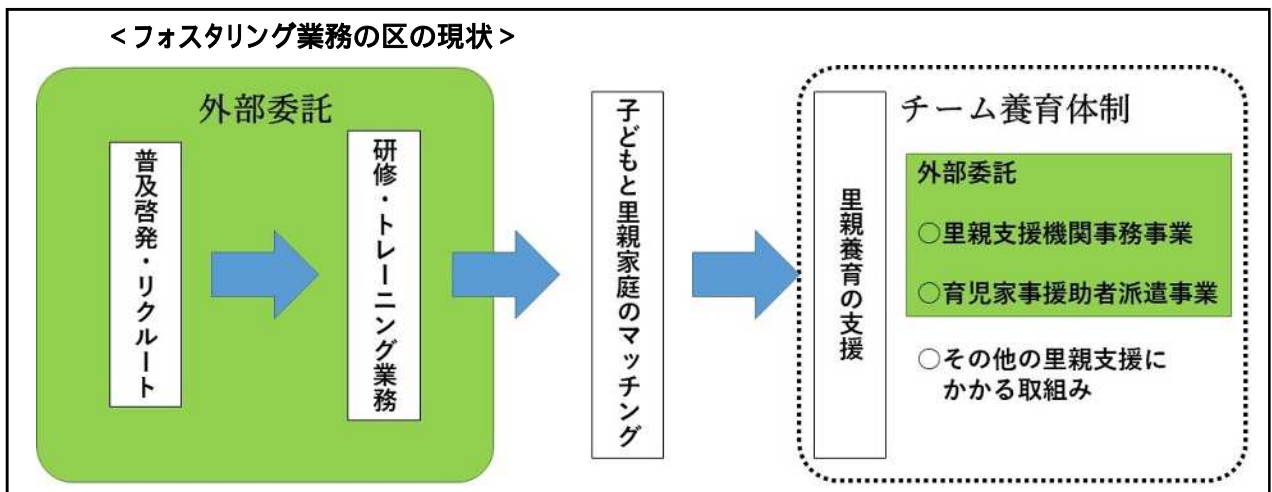 <フォスタリング業務の区の現状>
外部委託
普及啓発・リクルート
研修・トレーニング業務
子どもと里親家庭のマッチング
チーム養育体制
里親養育の支援
外部委託
○里親支援機関事務事業
○育児家事援助者派遣事業
○その他の里親支援に
かかる取組み